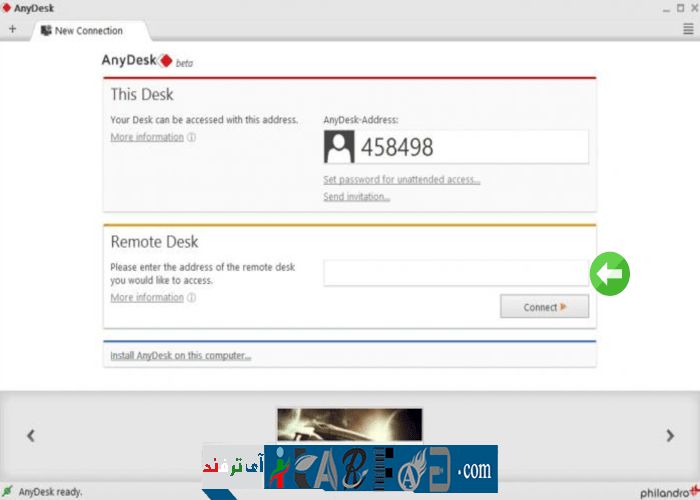 AnyDesk
New Connection
AnyDesk beta
This Desk
Your Desk can be accessed with this address.
More information
AnyDesk-Address:
458498
Set password for unattended access...
Send invitation...
Remote Desk
Please enter the address of the remote desk
you would like to access.
More information
Connect
Install AnyDesk on this computer...
آی ترفند
.com
AnyDesk ready.
philandro